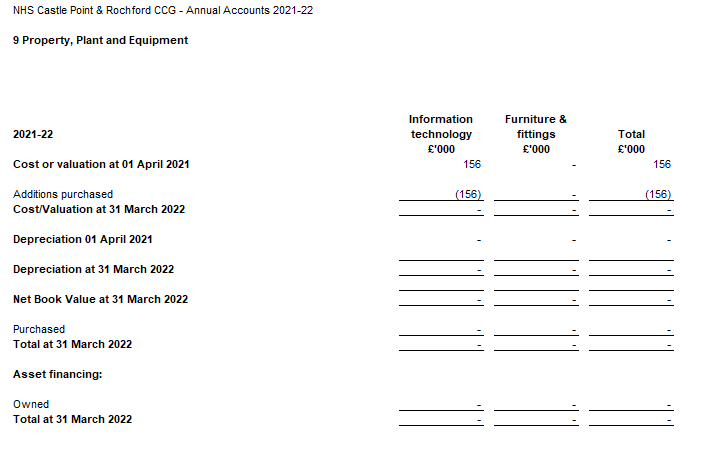 NHS Castle Point & Rochford CCG - Annual Accounts 2021-22
9 Property, Plant and Equipment
2021-22 Information technology £'000 Furniture & fittings £'000 Total £'000
Cost or valuation at 01 April 2021 156 - 156
Additions purchased (156) - (156)
Cost/Valuation at 31 March 2022 - - -
Depreciation 01 April 2021 - - -
Depreciation at 31 March 2022 - - -
Net Book Value at 31 March 2022 - - -
Purchased - - -
Total at 31 March 2022 - - -
Asset financing:
Owned - - -
Total at 31 March 2022 - - -